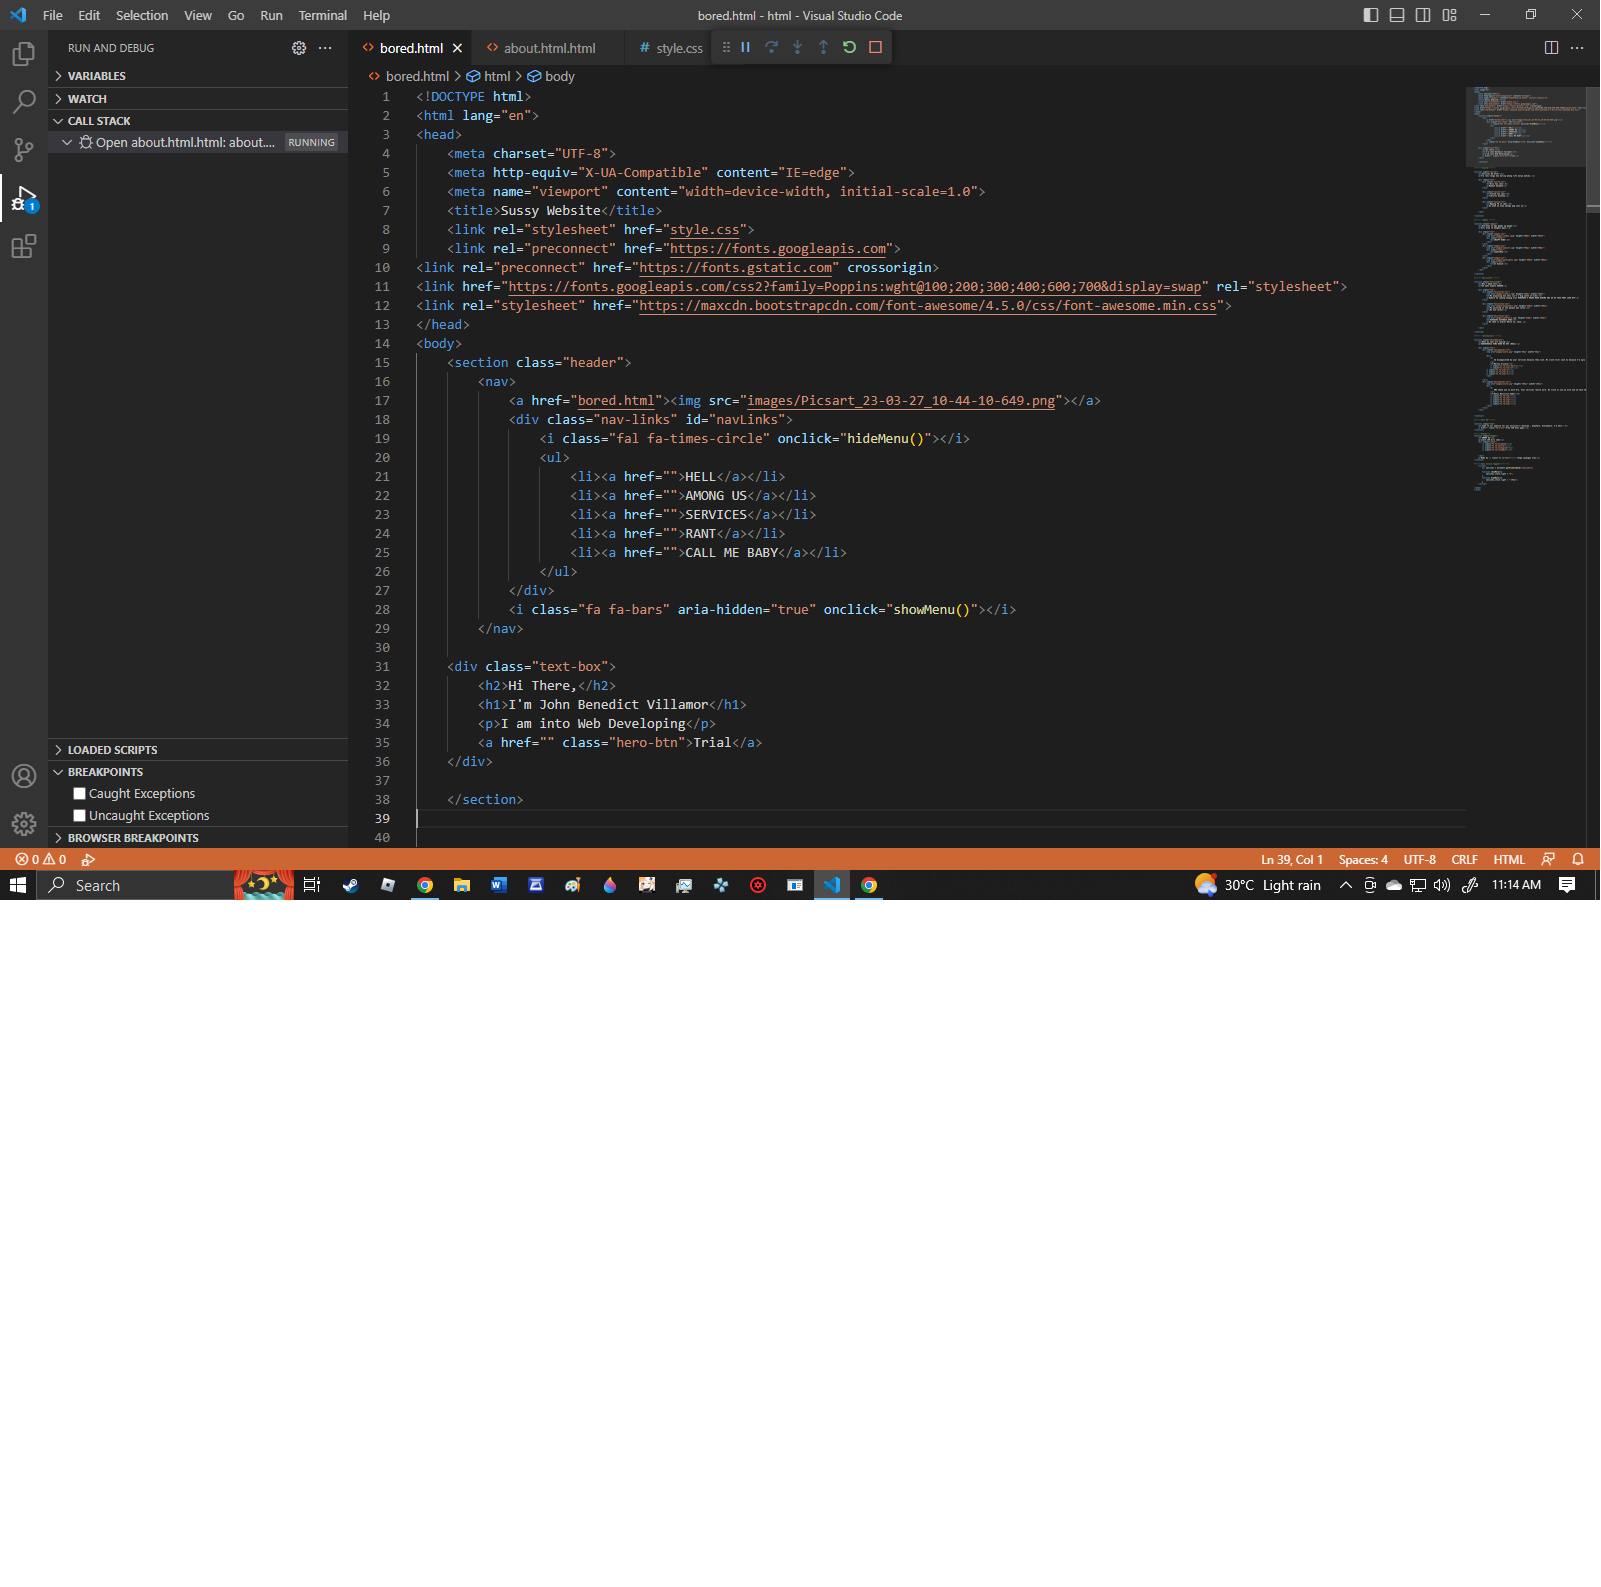 File Edit Selection View Go Run Terminal Help
bored.html - html - Visual Studio Code
RUN AND DEBUG
VARIABLES
WATCH
CALL STACK
Open about.html.html: about.... RUNNING
LOADED SCRIPTS
BREAKPOINTS
Caught Exceptions
Uncaught Exceptions
BROWSER BREAKPOINTS
1
bored.html about.html.html # style.css
bored.html > html > body
1 <!DOCTYPE html>
2 <html lang="en">
3 <head>
4 <meta charset="UTF-8">
5 <meta http-equiv="X-UA-Compatible" content="IE=edge">
6 <meta name="viewport" content="width=device-width, initial-scale=1.0">
7 <title>Sussy Website</title>
8 <link rel="stylesheet" href="style.css">
9 <link rel="preconnect" href="https://fonts.googleapis.com">
10 <link rel="preconnect" href="https://fonts.gstatic.com" crossorigin>
11 <link href="https://fonts.googleapis.com/css2?family=Poppins:wght@100;200;300;400;600;700&display=swap" rel="stylesheet">
12 <link rel="stylesheet" href="https://maxcdn.bootstrapcdn.com/font-awesome/4.5.0/css/font-awesome.min.css">
13 </head>
14 <body>
15 <section class="header">
16 <nav>
17 <a href="bored.html"><img src="images/Picsart_23-03-27_10-44-10-649.png"></a>
18 <div class="nav-links" id="navLinks">
19 <i class="fal fa-times-circle" onclick="hideMenu()"></i>
20 <ul>
21 <li><a href="">HELL</a></li>
22 <li><a href="">AMONG US</a></li>
23 <li><a href="">SERVICES</a></li>
24 <li><a href="">RANT</a></li>
25 <li><a href="">CALL ME BABY</a></li>
26 </ul>
27 </div>
28 <i class="fa fa-bars" aria-hidden="true" onclick="showMenu()"></i>
29 </nav>
30
31 <div class="text-box">
32 <h2>Hi There,</h2>
33 <h1>I'm John Benedict Villamor</h1>
34 <p>I am into Web Developing</p>
35 <a href="" class="hero-btn">Trial</a>
36 </div>
37
38 </section>
39
40
0 0 Ln 39, Col 1 Spaces: 4 UTF-8 CRLF HTML
Search 30°C Light rain 11:14 AM